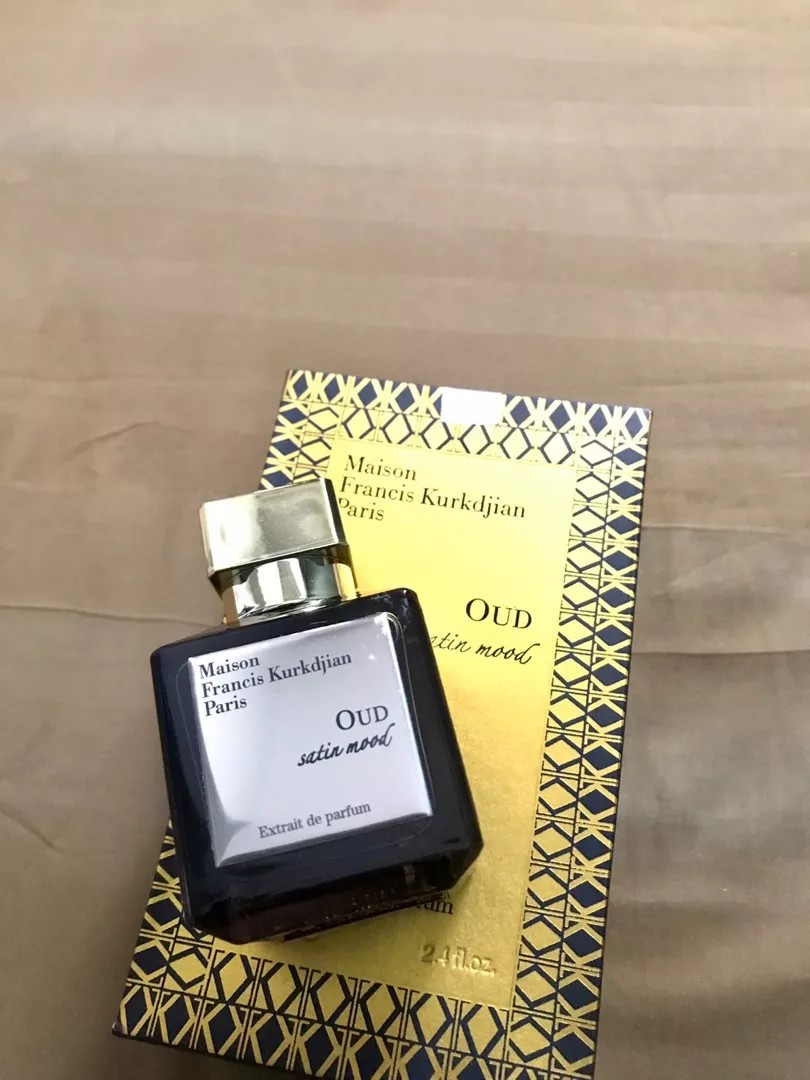 Maison
Francis Kurkdjian
Paris
OUD
satin mood
2.4 fl.oz.
Maison
Francis Kurkdjian
Paris
OUD
satin mood
Extrait de parfum